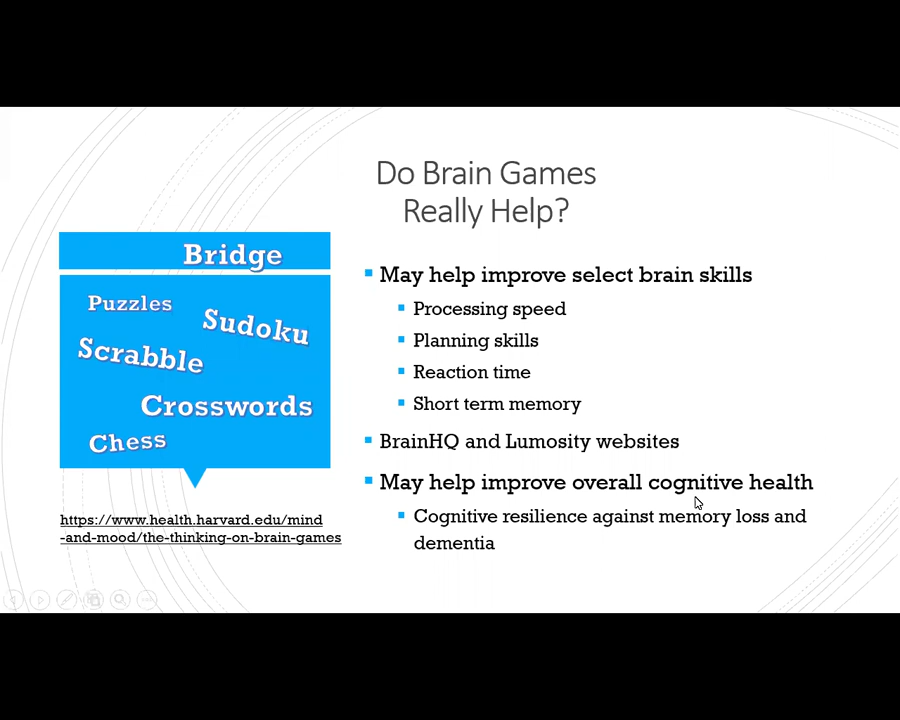 Do Brain Games
Really Help?
Bridge
Puzzles
Sudoku
Scrabble
Crosswords
Chess
https://www.health.harvard.edu/mind
-and-mood/the-thinking-on-brain-games
May help improve select brain skills
Processing speed
Planning skills
Reaction time
Short term memory
BrainHQ and Lumosity websites
May help improve overall cognitive health
Cognitive resilience against memory loss and
dementia